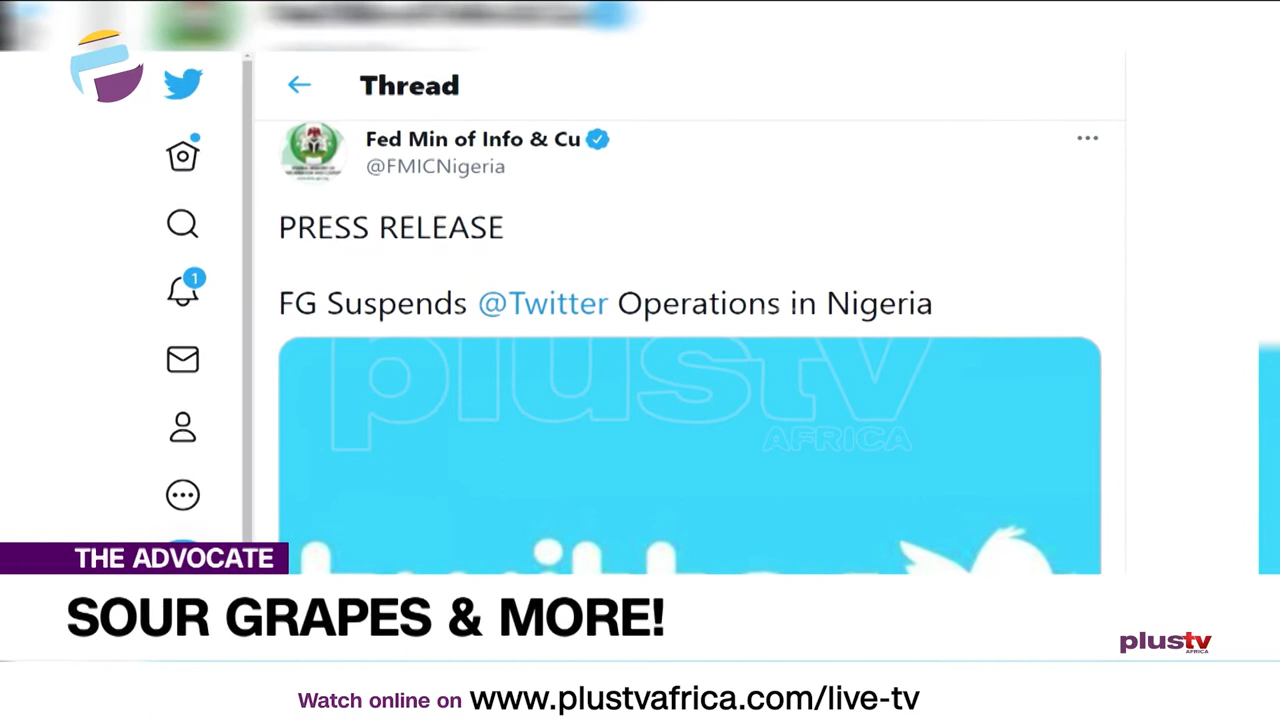 Thread
Fed Min of Info & Cu
@FMICNigeria
PRESS RELEASE
1
FG Suspends @Twitter Operations in Nigeria
plustv
AFRICA
THE ADVOCATE
SOUR GRAPES & MORE!
plustv
AFRICA
Watch online on www.plustvafrica.com/live-tv